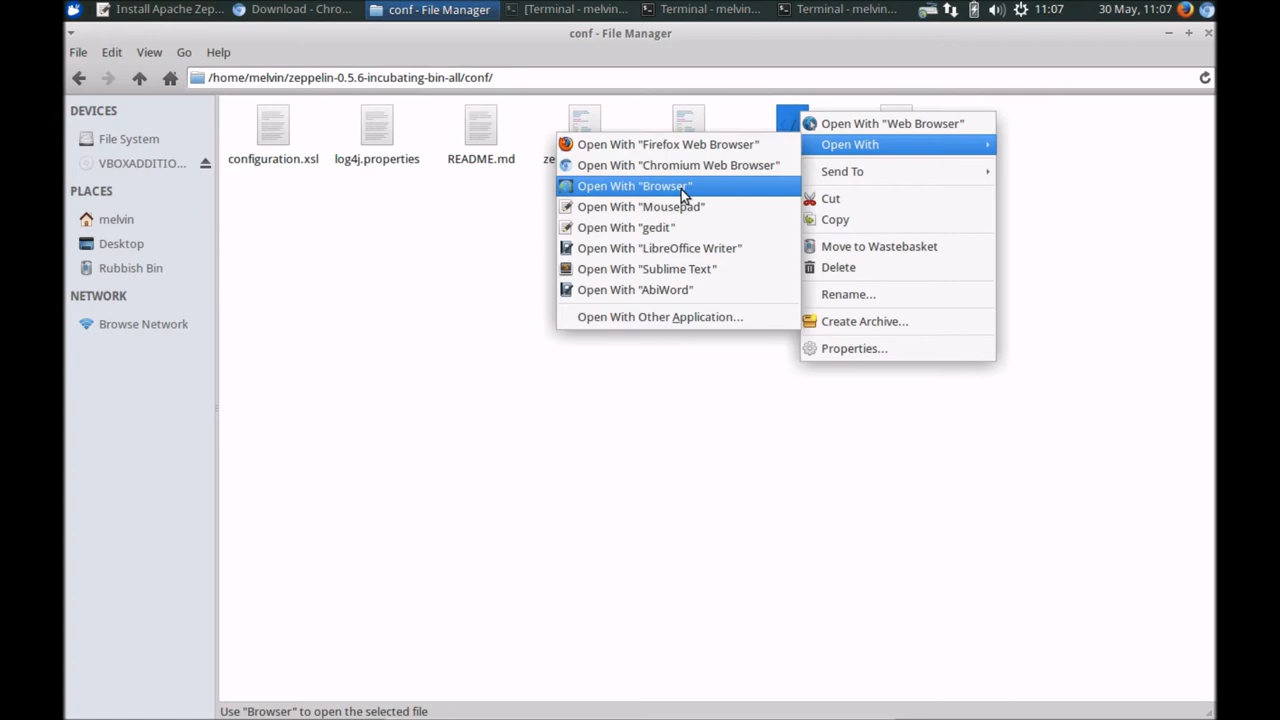 Install Apache Zep...
Download - Chro...
conf - File Manager
[Terminal - melvin...
Terminal - melvin...
Terminal - melvin...
11:07
30 May, 11:07
conf - File Manager
File Edit View Go Help
/home/melvin/zeppelin-0.5.6-incubating-bin-all/conf/
DEVICES
File System
VBOXADDITIO...
PLACES
melvin
Desktop
Rubbish Bin
NETWORK
Browse Network
configuration.xsl
log4j.properties
README.md
ze
Open With "Firefox Web Browser"
Open With "Chromium Web Browser"
Open With "Browser"
Open With "Mousepad"
Open With "gedit"
Open With "LibreOffice Writer"
Open With "Sublime Text"
Open With "AbiWord"
Open With Other Application...
Open With "Web Browser"
Open With
Send To
Cut
Copy
Move to Wastebasket
Delete
Rename...
Create Archive...
Properties...
Use "Browser" to open the selected file